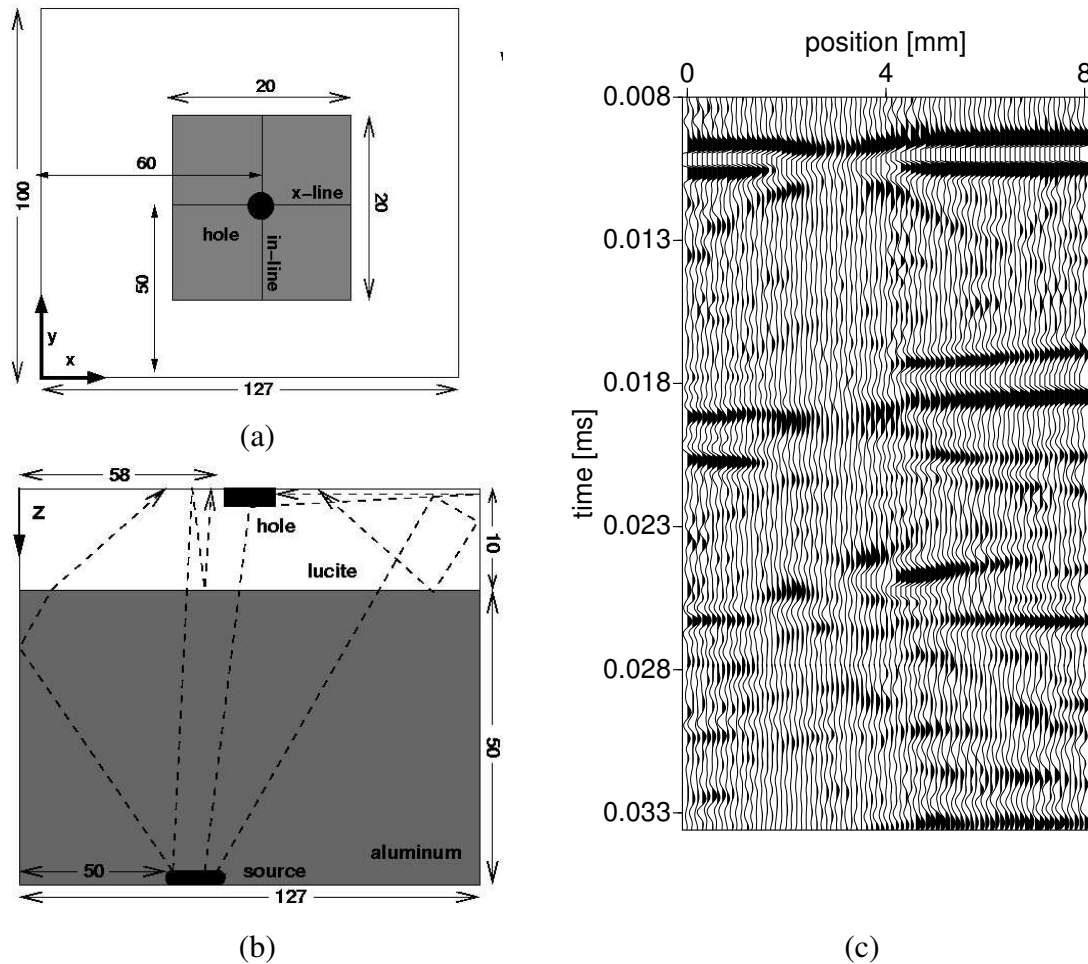 20
60
100
x-line
20
hole
in-line
50
y
x
127
(a)
58
z
hole
10
lucite
50
aluminum
50
source
127
(b)
position [mm]
0 4 8
0.008
0.013
0.018
time [ms]
0.023
0.028
0.033
(c)